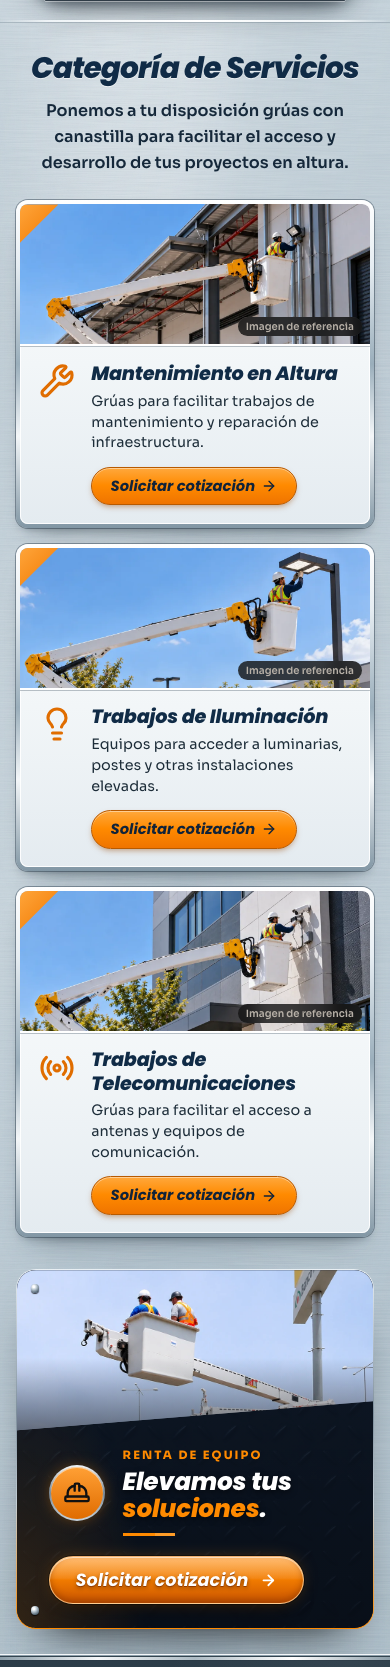 Categoría de Servicios
Ponemos a tu disposición grúas con
canastilla para facilitar el acceso y
desarrollo de tus proyectos en altura.
Imagen de referencia
Mantenimiento en Altura
Grúas para facilitar trabajos de
mantenimiento y reparación de
infraestructura.
Solicitar cotización →
Imagen de referencia
Trabajos de Iluminación
Equipos para acceder a luminarias,
postes y otras instalaciones
elevadas.
Solicitar cotización →
Imagen de referencia
Trabajos de
Telecomunicaciones
Grúas para facilitar el acceso a
antenas y equipos de
comunicación.
Solicitar cotización →
RENTA DE EQUIPO
Elevamos tus
soluciones.
Solicitar cotización →